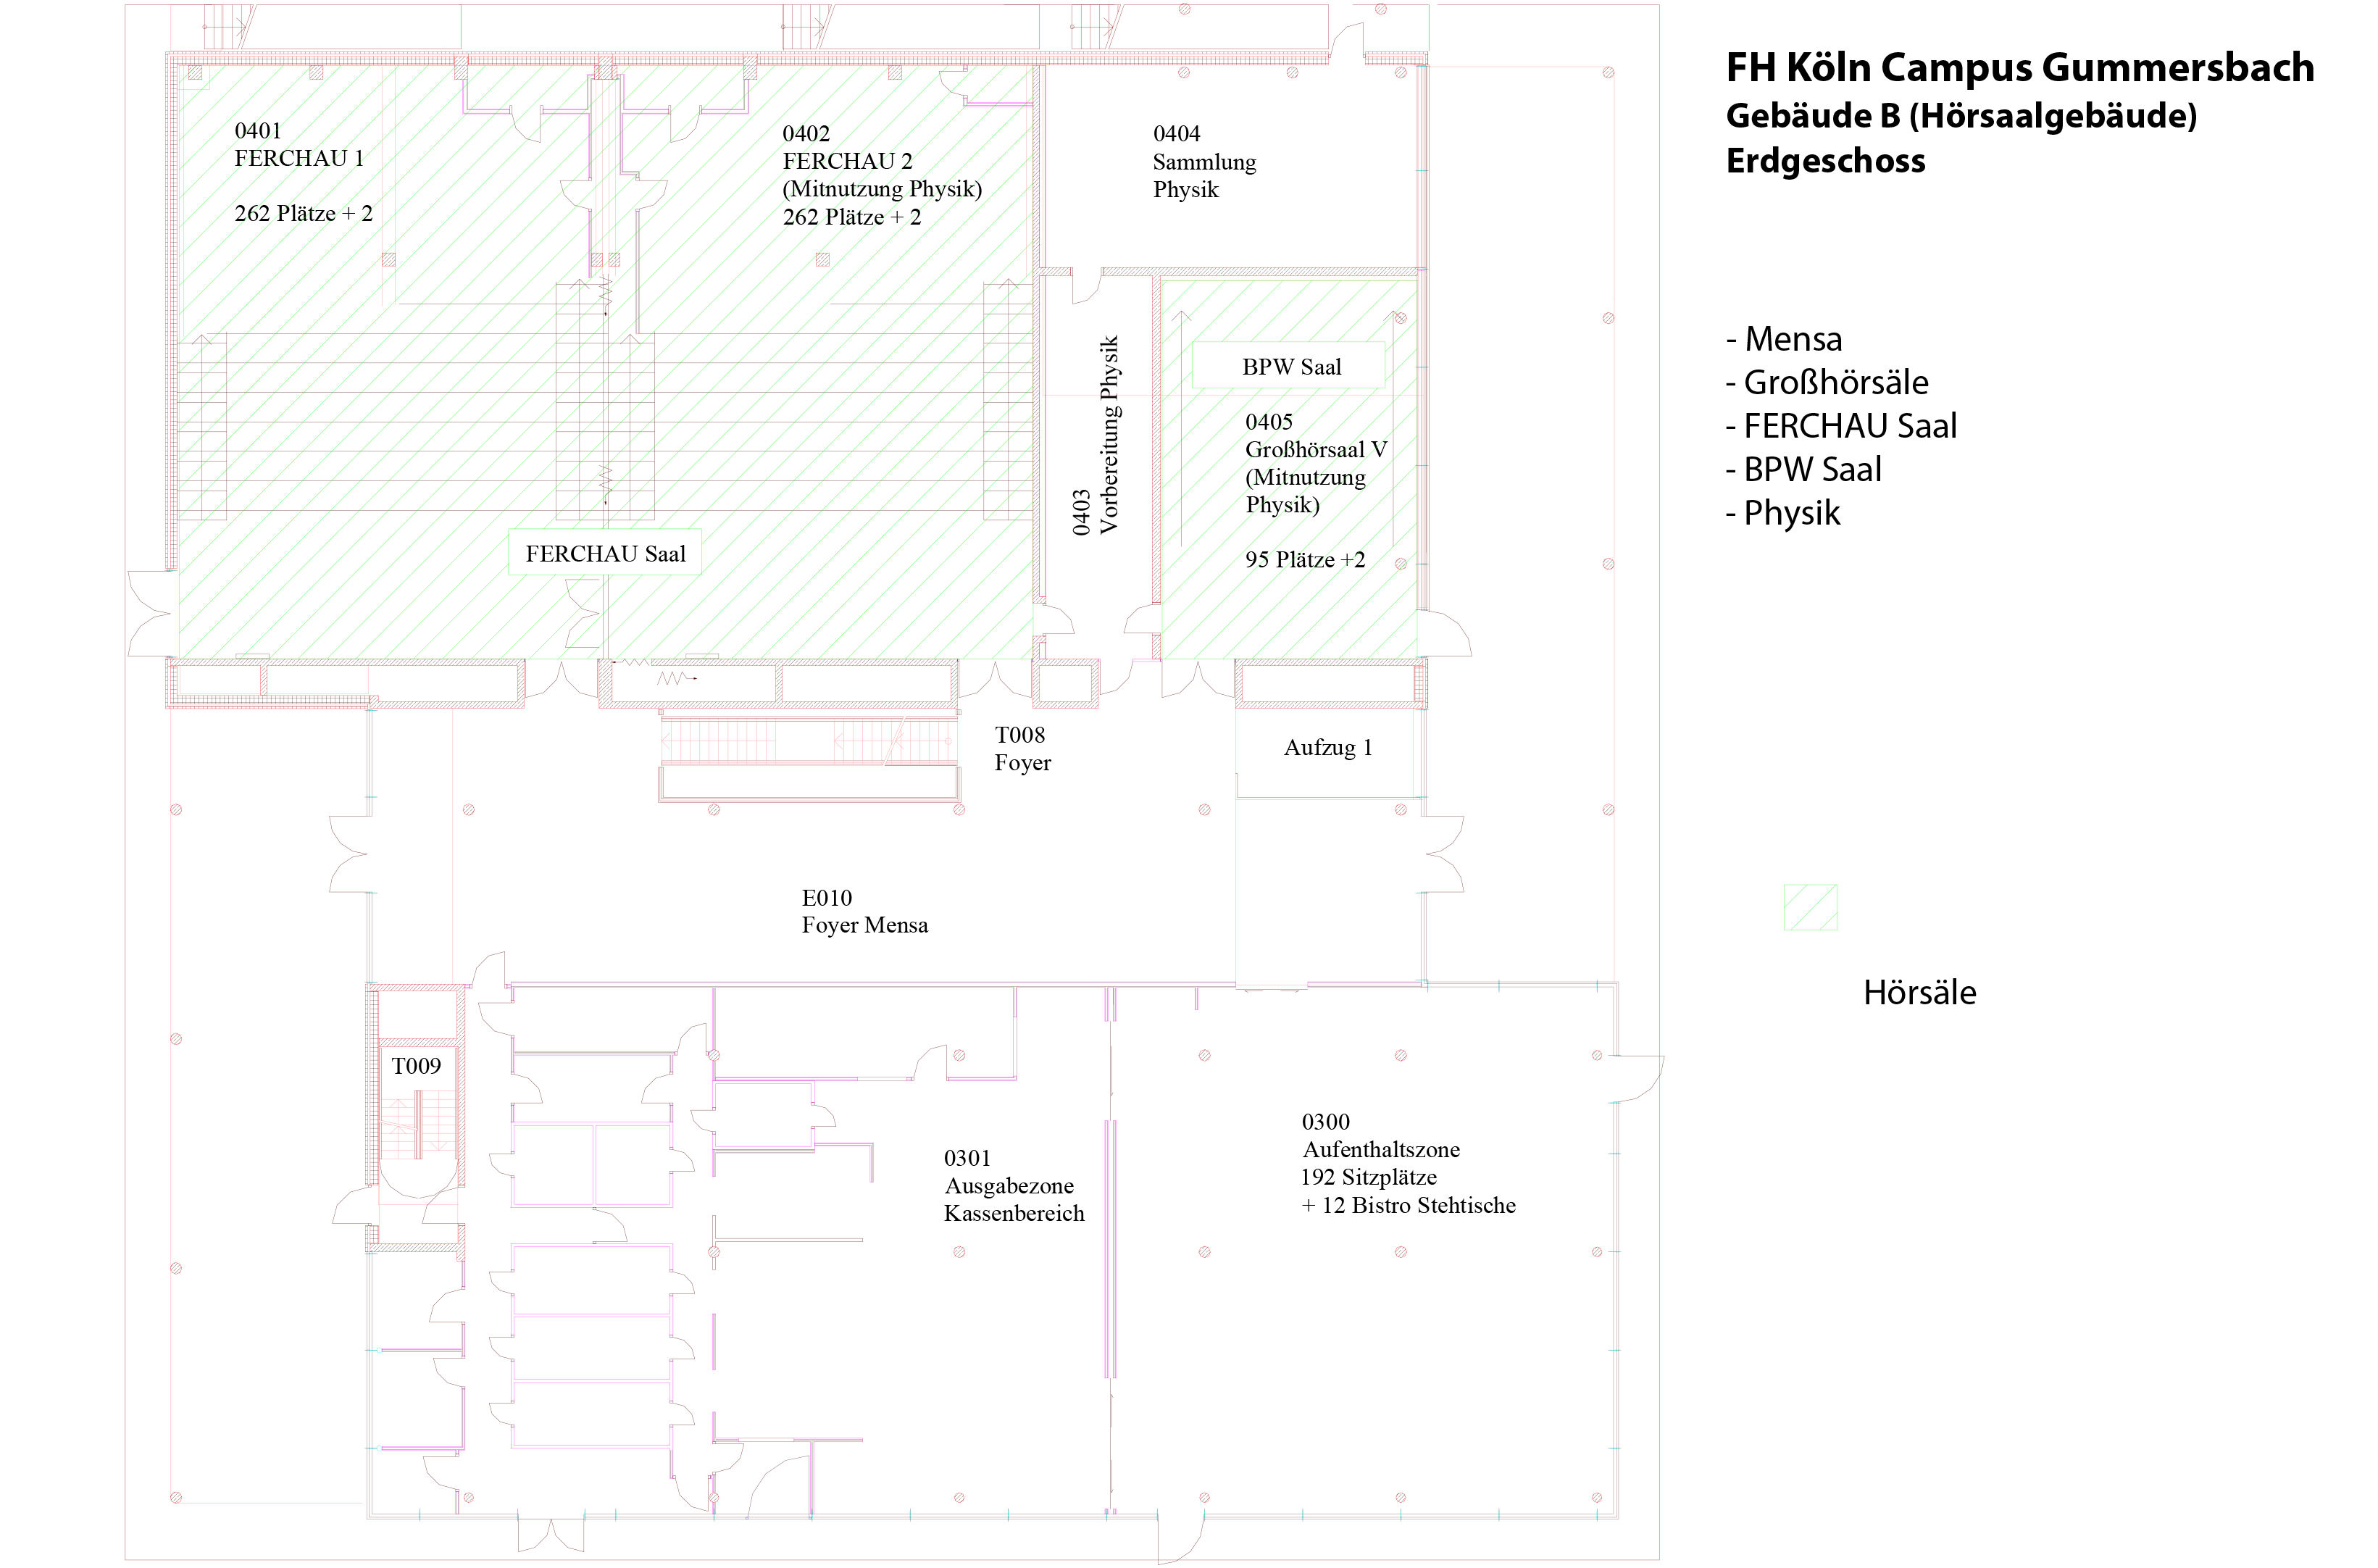 FH Köln Campus Gummersbach
Gebäude B (Hörsaalgebäude)
Erdgeschoss
- Mensa
- Großhörsäle
- FERCHAU Saal
- BPW Saal
- Physik
Hörsäle
0401
FERCHAU 1
262 Plätze + 2
0402
FERCHAU 2
(Mitnutzung Physik)
262 Plätze + 2
0404
Sammlung
Physik
FERCHAU Saal
0403
Vorbereitung Physik
BPW Saal
0405
Großhörsaal V
(Mitnutzung
Physik)
95 Plätze +2
T008
Foyer
Aufzug 1
E010
Foyer Mensa
T009
0301
Ausgabezone
Kassenbereich
0300
Aufenthaltszone
192 Sitzplätze
+ 12 Bistro Stehtische